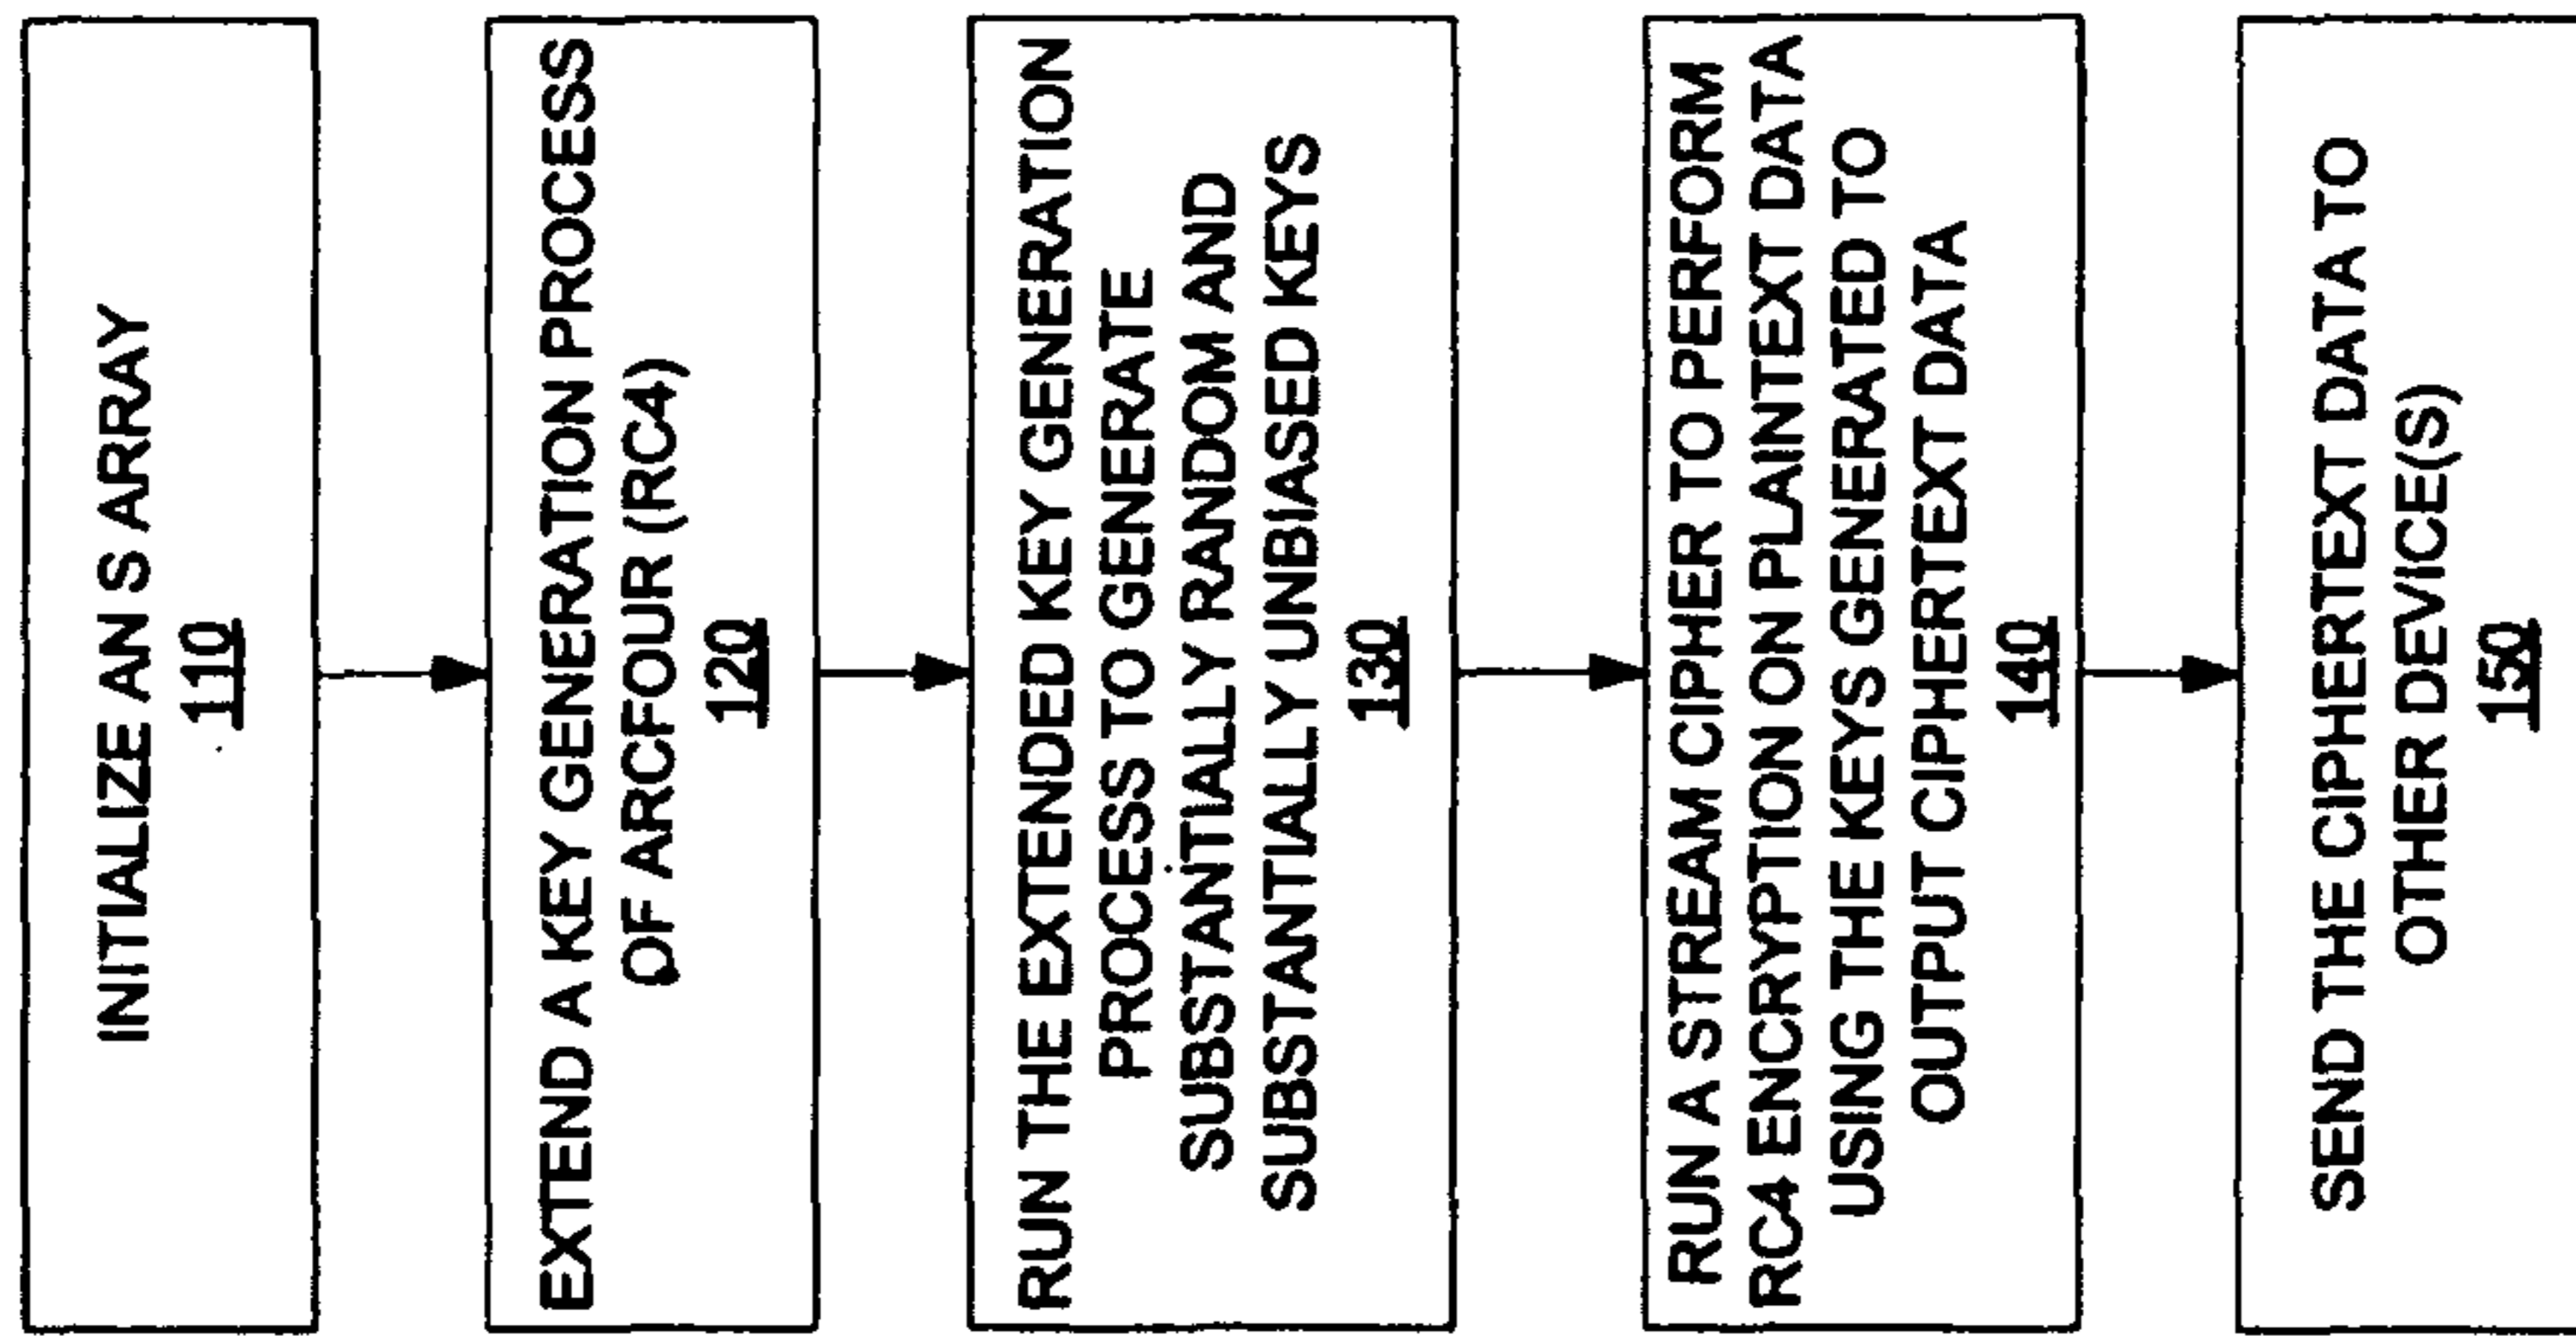 INITIALIZE AN S ARRAY
110
EXTEND A KEY GENERATION PROCESS
OF ARCFOUR (RC4)
120
RUN THE EXTENDED KEY GENERATION
PROCESS TO GENERATE
SUBSTANTIALLY RANDOM AND
SUBSTANTIALLY UNBIASED KEYS
130
RUN A STREAM CIPHER TO PERFORM
RC4 ENCRYPTION ON PLAINTEXT DATA
USING THE KEYS GENERATED TO
OUTPUT CIPHERTEXT DATA
140
SEND THE CIPHERTEXT DATA TO
OTHER DEVICE(S)
150